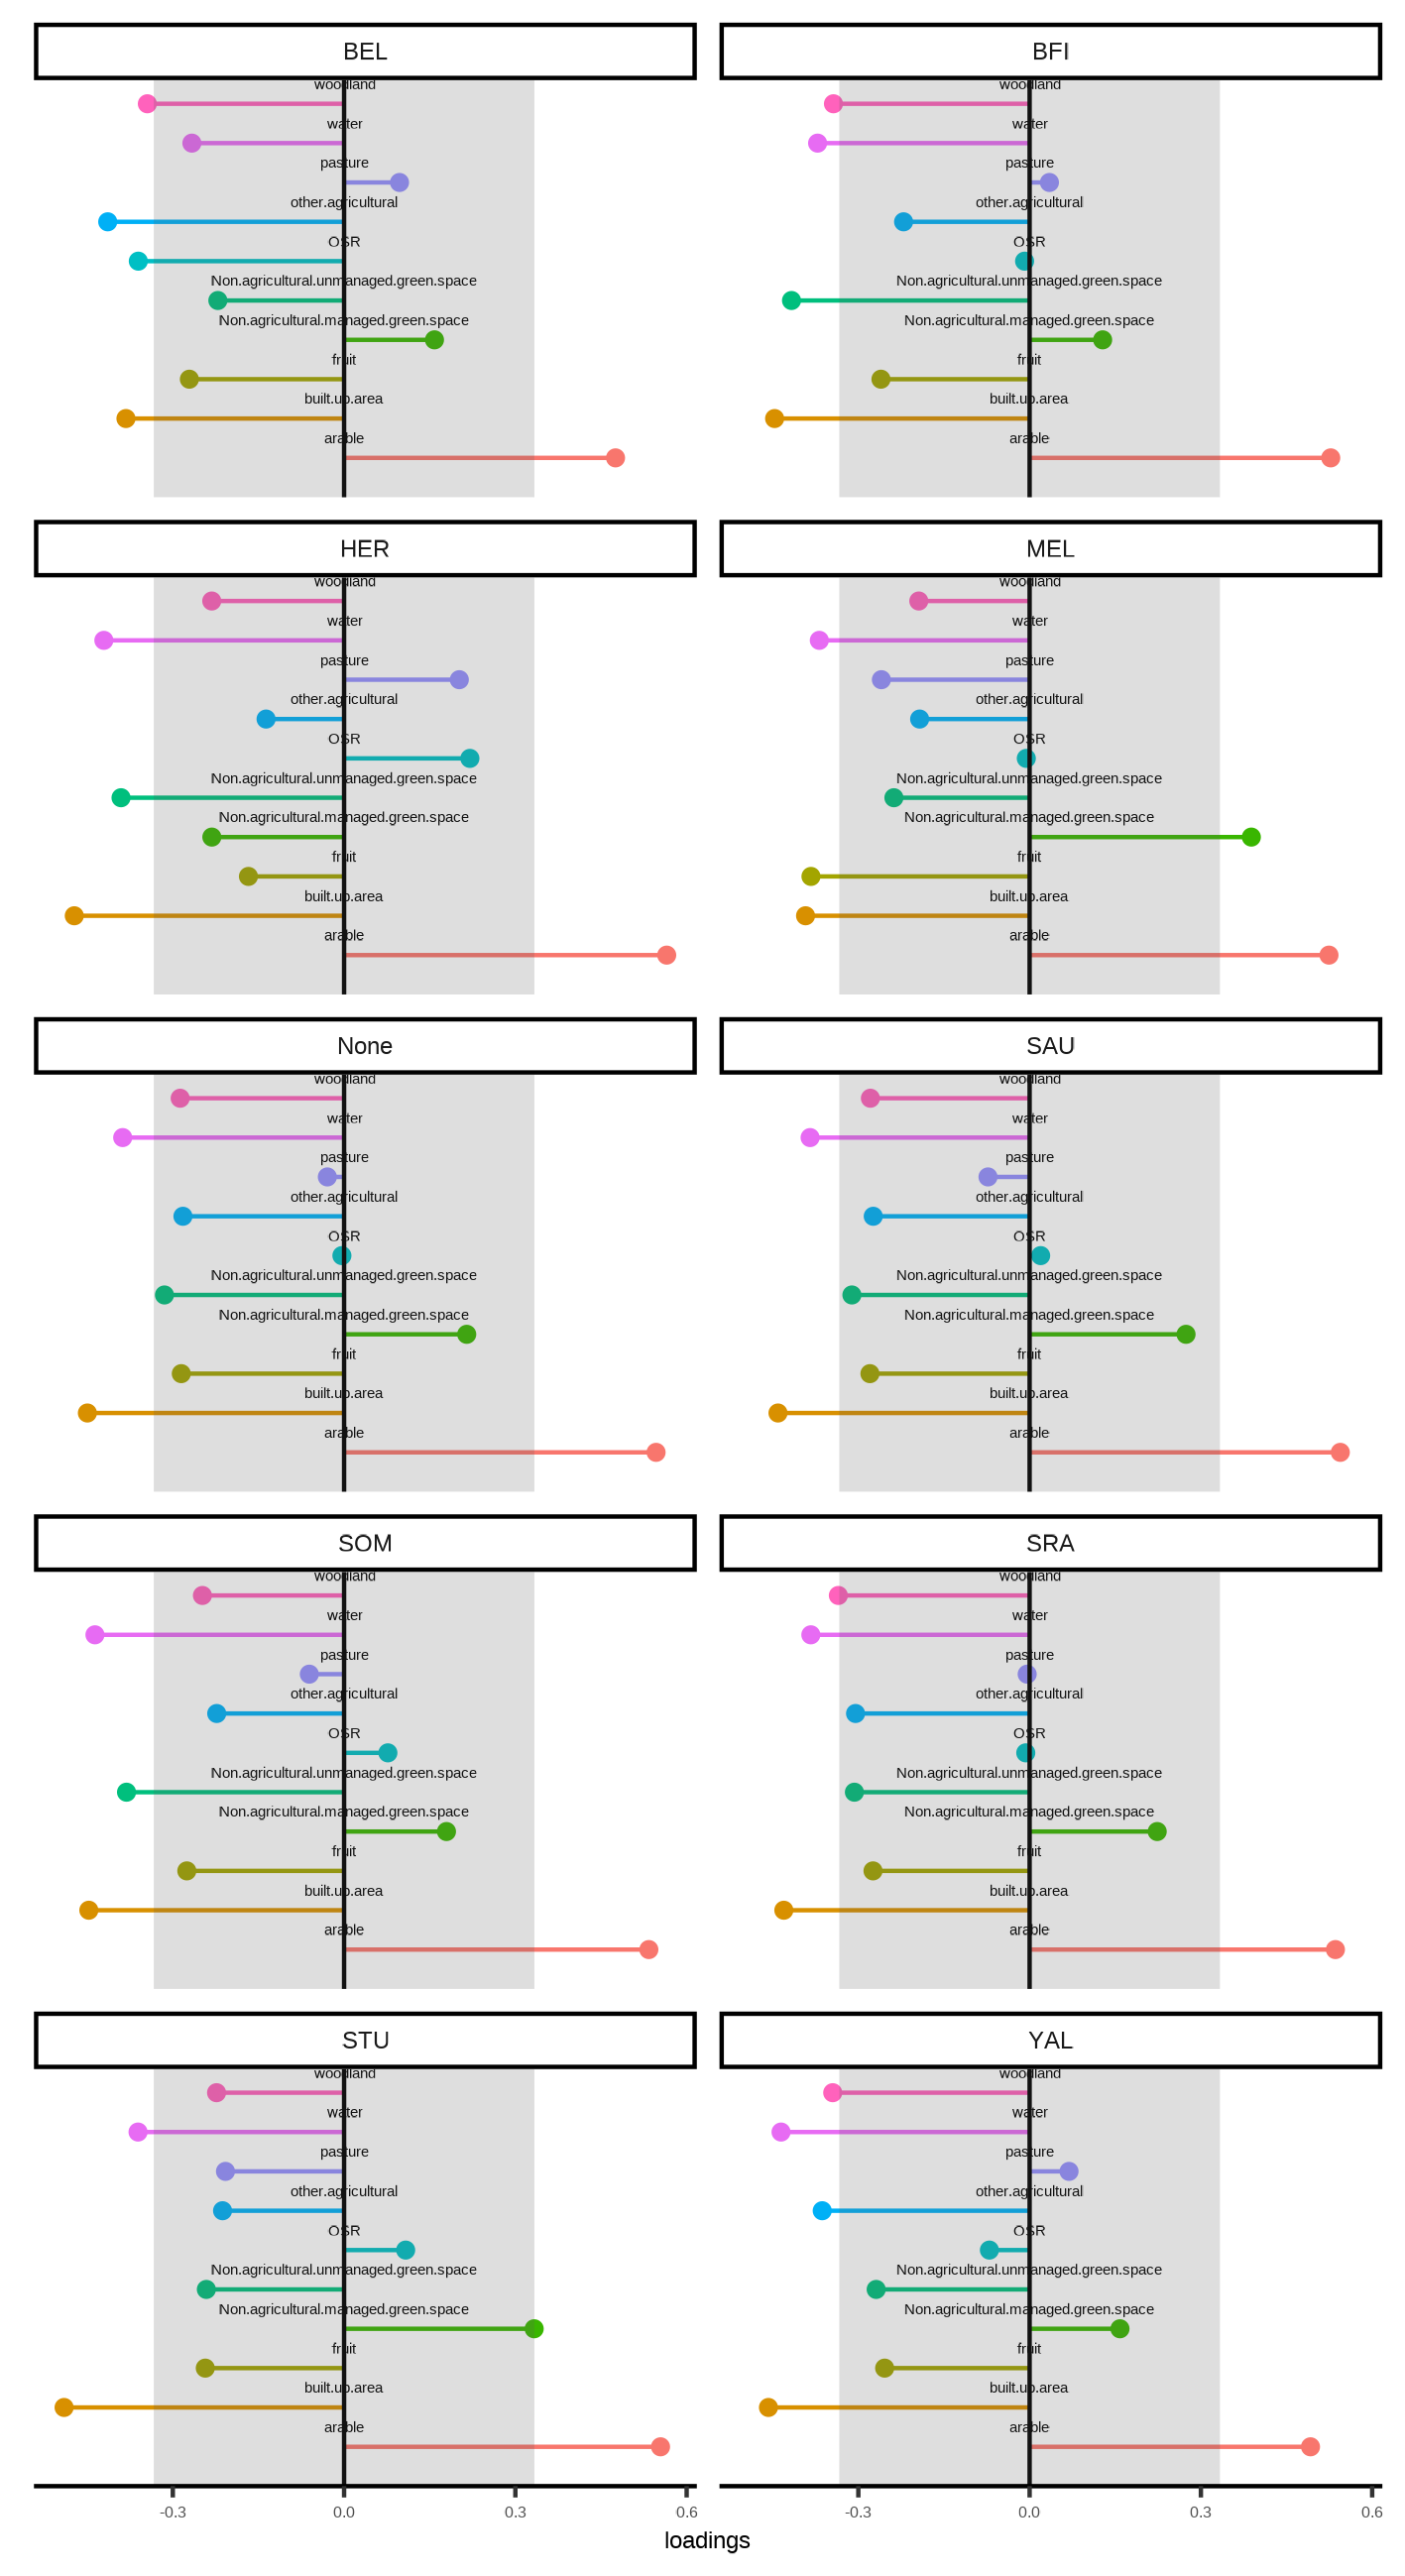 BEL
woodland
water
pasture
other.agricultural
OSR
Non.agricultural.unmanaged.green.space
Non.agricultural.managed.green.space
fruit
built.up.area
arable
BFI
woodland
water
pasture
other.agricultural
OSR
Non.agricultural.unmanaged.green.space
Non.agricultural.managed.green.space
fruit
built.up.area
arable
HER
woodland
water
pasture
other.agricultural
OSR
Non.agricultural.unmanaged.green.space
Non.agricultural.managed.green.space
fruit
built.up.area
arable
MEL
woodland
water
pasture
other.agricultural
OSR
Non.agricultural.unmanaged.green.space
Non.agricultural.managed.green.space
fruit
built.up.area
arable
None
woodland
water
pasture
other.agricultural
OSR
Non.agricultural.unmanaged.green.space
Non.agricultural.managed.green.space
fruit
built.up.area
arable
SAU
woodland
water
pasture
other.agricultural
OSR
Non.agricultural.unmanaged.green.space
Non.agricultural.managed.green.space
fruit
built.up.area
arable
SOM
woodland
water
pasture
other.agricultural
OSR
Non.agricultural.unmanaged.green.space
Non.agricultural.managed.green.space
fruit
built.up.area
arable
SRA
woodland
water
pasture
other.agricultural
OSR
Non.agricultural.unmanaged.green.space
Non.agricultural.managed.green.space
fruit
built.up.area
arable
STU
woodland
water
pasture
other.agricultural
OSR
Non.agricultural.unmanaged.green.space
Non.agricultural.managed.green.space
fruit
built.up.area
arable
YAL
woodland
water
pasture
other.agricultural
OSR
Non.agricultural.unmanaged.green.space
Non.agricultural.managed.green.space
fruit
built.up.area
arable
-0.3 0.0 0.3 0.6
-0.3 0.0 0.3 0.6
loadings